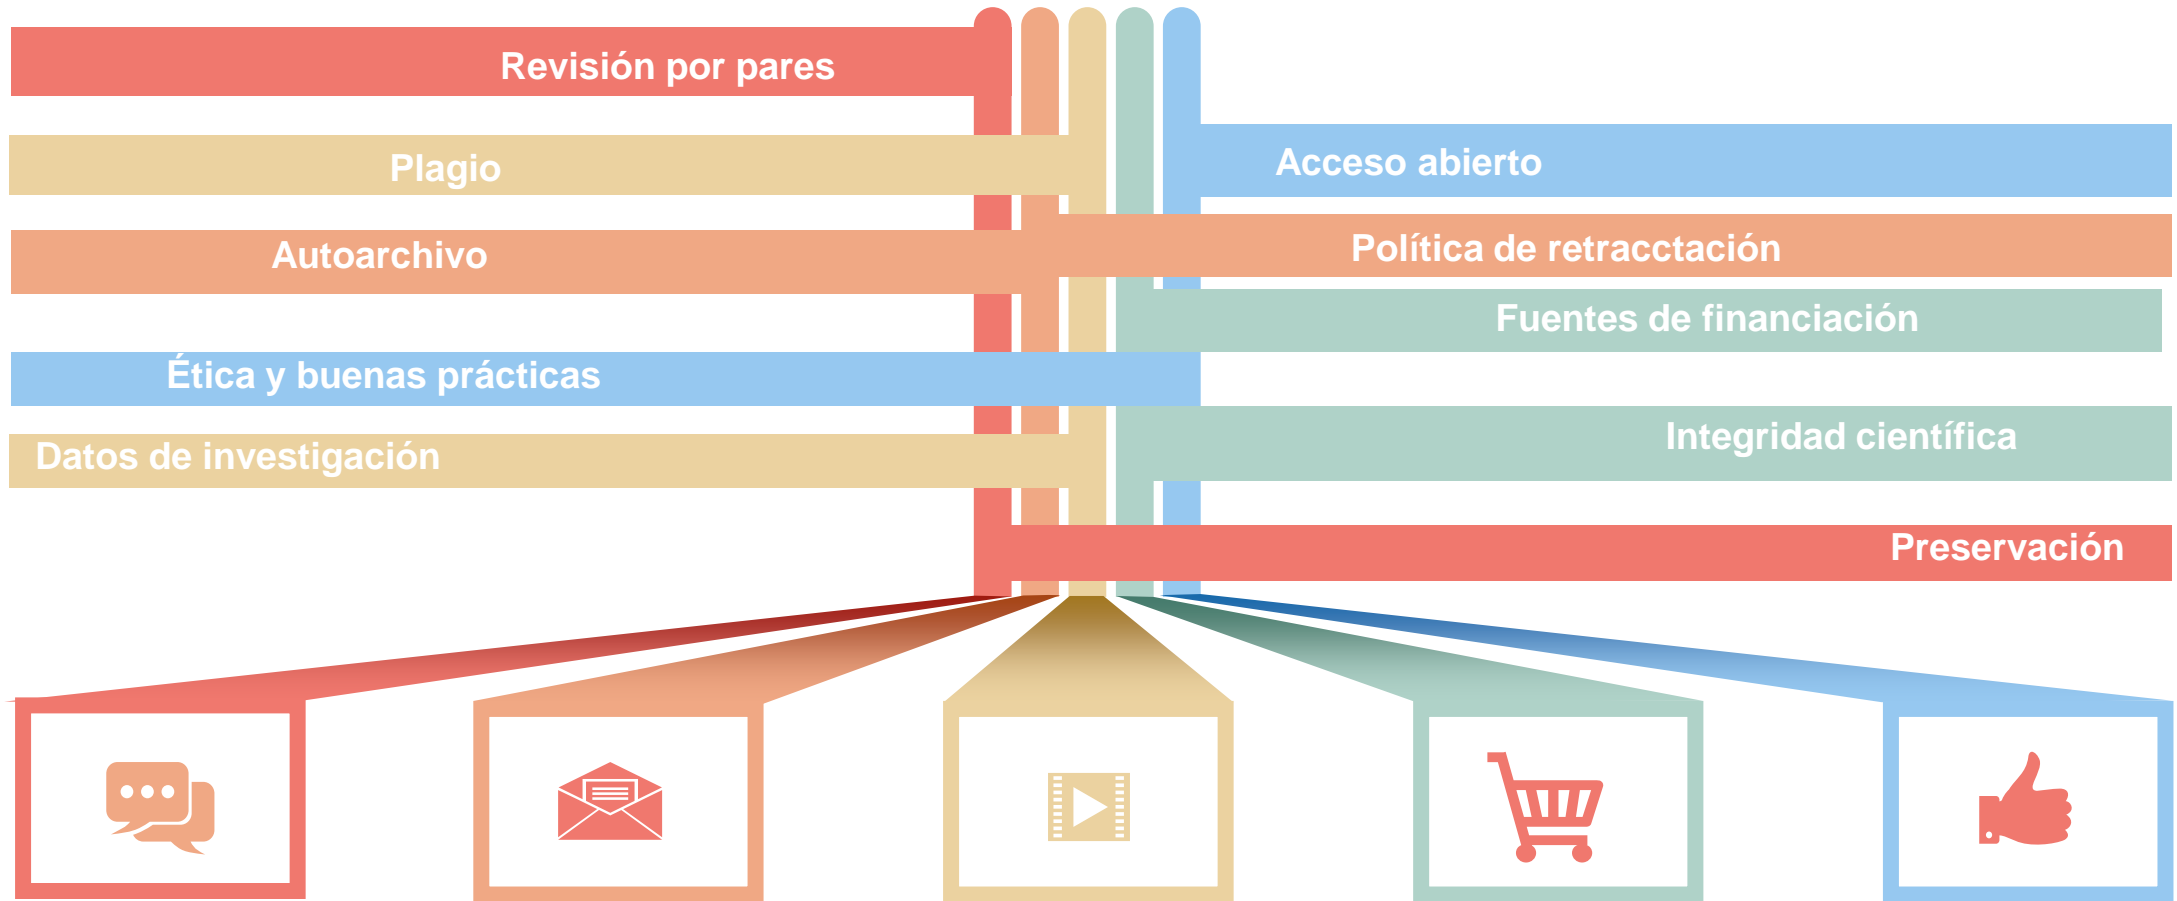 Revisión por pares
Plagio
Autoarchivo
Ética y buenas prácticas
Datos de investigación
Acceso abierto
Política de retracctación
Fuentes de financiación
Integridad científica
Preservación